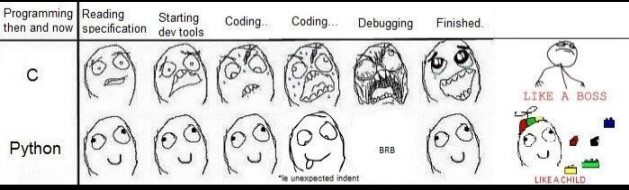 Programming then and now
Reading specification
Starting dev tools
Coding..
Coding...
Debugging
Finished.
C
LIKE A BOSS
Python
*le unexpected indent
BRB
LIKE A CHILD